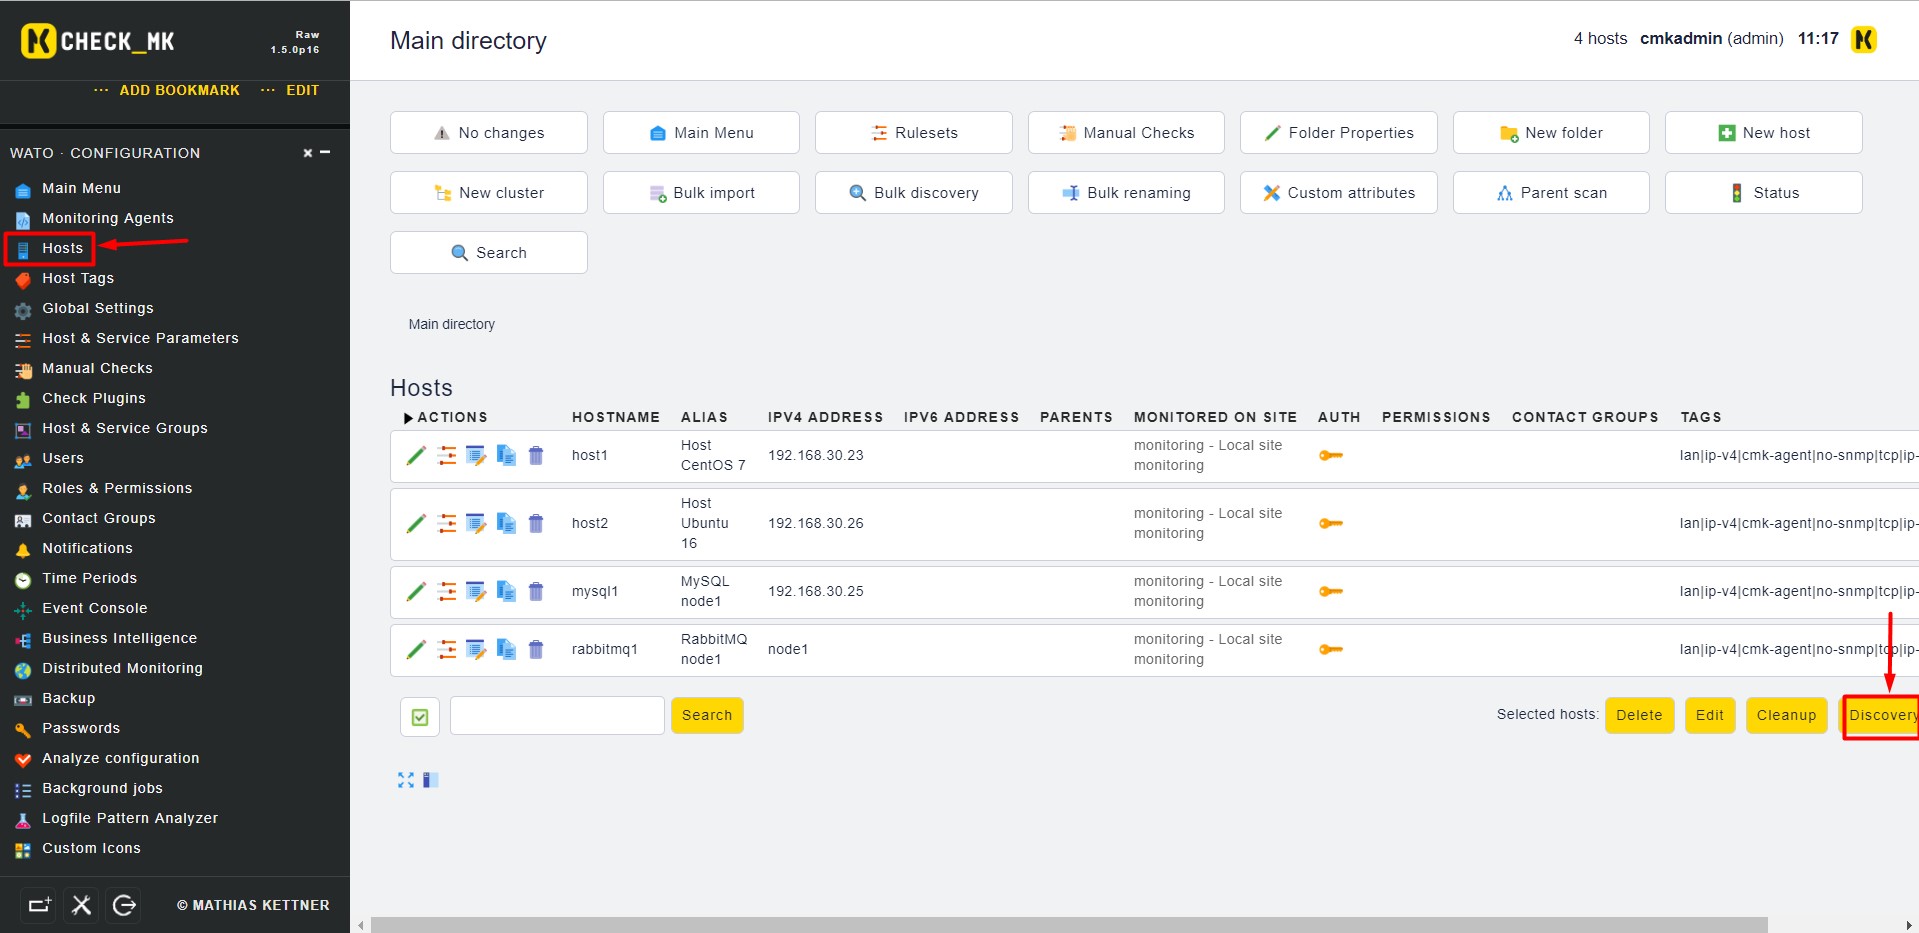 CHECK_MK
Raw
1.5.0p16
ADD BOOKMARK
EDIT
WATO · CONFIGURATION
Main Menu
Monitoring Agents
Hosts
Host Tags
Global Settings
Host & Service Parameters
Manual Checks
Check Plugins
Host & Service Groups
Users
Roles & Permissions
Contact Groups
Notifications
Time Periods
Event Console
Business Intelligence
Distributed Monitoring
Backup
Passwords
Analyze configuration
Background jobs
Logfile Pattern Analyzer
Custom Icons
© MATHIAS KETTNER
Main directory
4 hosts cmkadmin (admin) 11:17
No changes
Main Menu
Rulesets
Manual Checks
Folder Properties
New folder
New host
New cluster
Bulk import
Bulk discovery
Bulk renaming
Custom attributes
Parent scan
Status
Search
Main directory
Hosts
ACTIONS HOSTNAME ALIAS IPV4 ADDRESS IPV6 ADDRESS PARENTS MONITORED ON SITE AUTH PERMISSIONS CONTACT GROUPS TAGS
host1
Host
CentOS 7
192.168.30.23
monitoring - Local site
monitoring
lan|ip-v4|cmk-agent|no-snmp|tcp|ip-
host2
Host
Ubuntu
16
192.168.30.26
monitoring - Local site
monitoring
lan|ip-v4|cmk-agent|no-snmp|tcp|ip-
mysql1
MySQL
node1
192.168.30.25
monitoring - Local site
monitoring
lan|ip-v4|cmk-agent|no-snmp|tcp|ip-
rabbitmq1
RabbitMQ
node1
node1
monitoring - Local site
monitoring
lan|ip-v4|cmk-agent|no-snmp|tcp|ip-
Search
Selected hosts:
Delete
Edit
Cleanup
Discovery